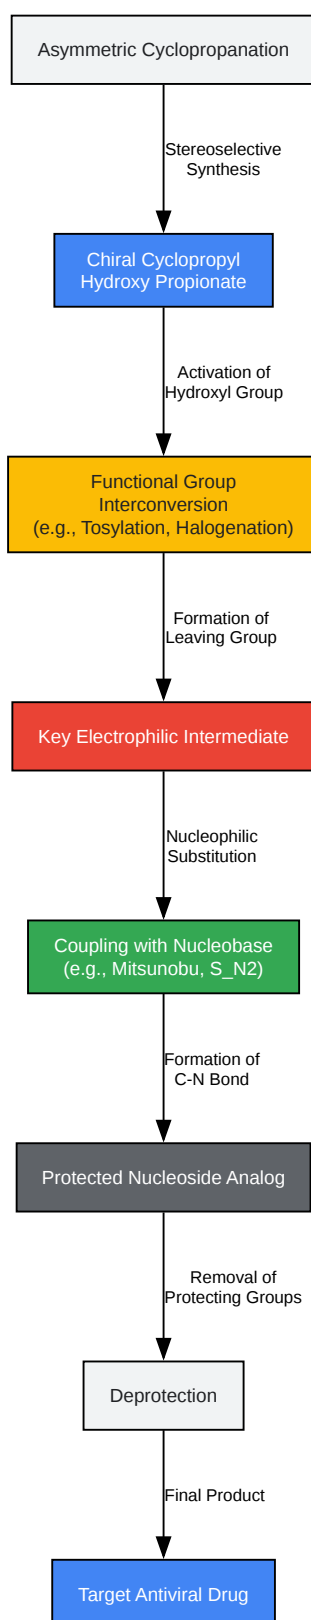 Asymmetric Cyclopropanation
Stereoselective
Synthesis
Chiral Cyclopropyl
Hydroxy Propionate
Activation of
Hydroxyl Group
Functional Group
Interconversion
(e.g., Tosylation, Halogenation)
Formation of
Leaving Group
Key Electrophilic Intermediate
Nucleophilic
Substitution
Coupling with Nucleobase
(e.g., Mitsunobu, S_N2)
Formation of
C-N Bond
Protected Nucleoside Analog
Removal of
Protecting Groups
Deprotection
Final Product
Target Antiviral Drug